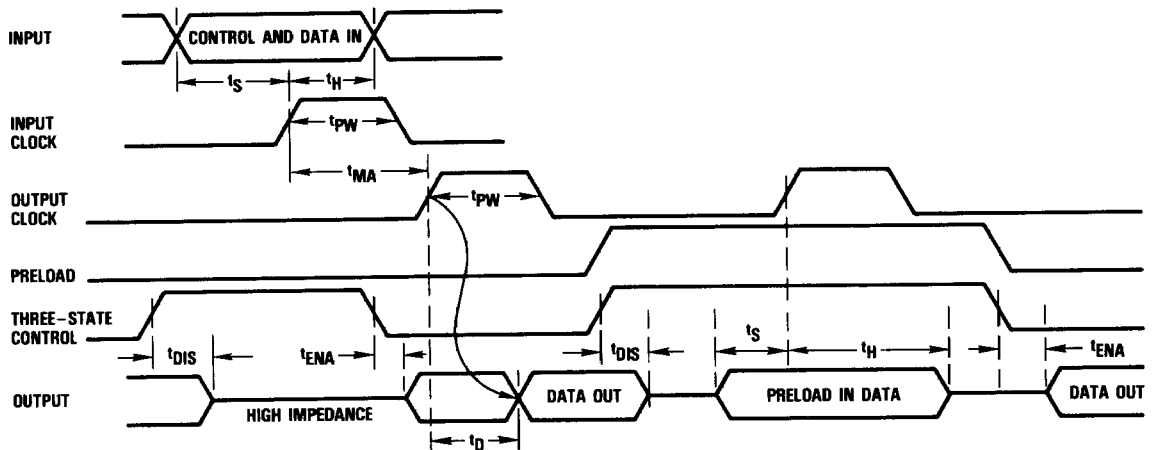 INPUT
CONTROL AND DATA IN
tS
tH
INPUT
CLOCK
tPW
tMA
OUTPUT
CLOCK
tPW
PRELOAD
THREE-STATE
CONTROL
tDIS
tENA
tDIS
tS
tH
tENA
OUTPUT
HIGH IMPEDANCE
DATA OUT
PRELOAD IN DATA
DATA OUT
tD